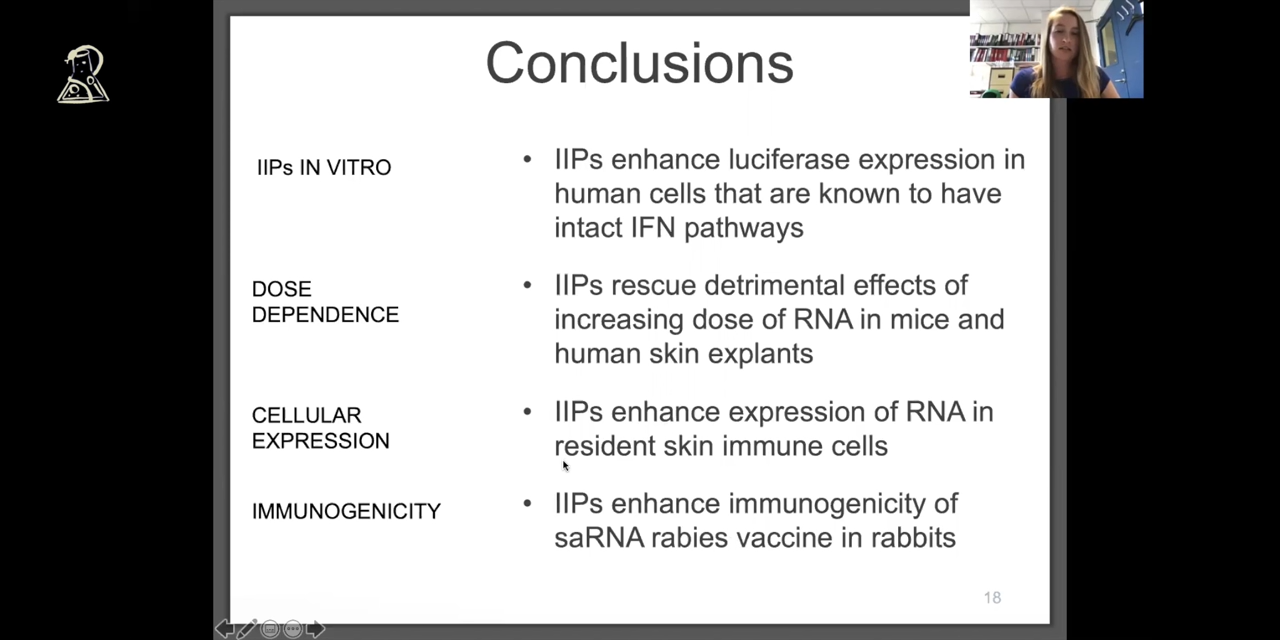 Conclusions
IIPs IN VITRO
• IIPs enhance luciferase expression in
human cells that are known to have
intact IFN pathways
DOSE
DEPENDENCE
• IIPs rescue detrimental effects of
increasing dose of RNA in mice and
human skin explants
CELLULAR
EXPRESSION
• IIPs enhance expression of RNA in
resident skin immune cells
IMMUNOGENICITY
• IIPs enhance immunogenicity of
saRNA rabies vaccine in rabbits
18